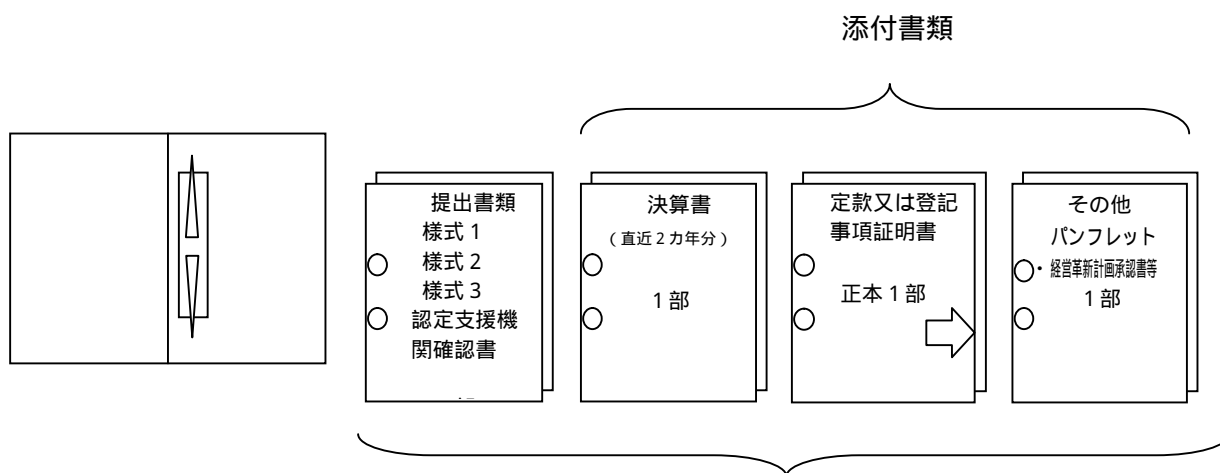 添付書類
提出書類
様式１
様式２
様式３
認定支援機
関確認書
決算書
（直近２カ年分）
１部
定款又は登記
事項証明書
正本１部
その他
パンフレット
・経営革新計画承認書等
１部